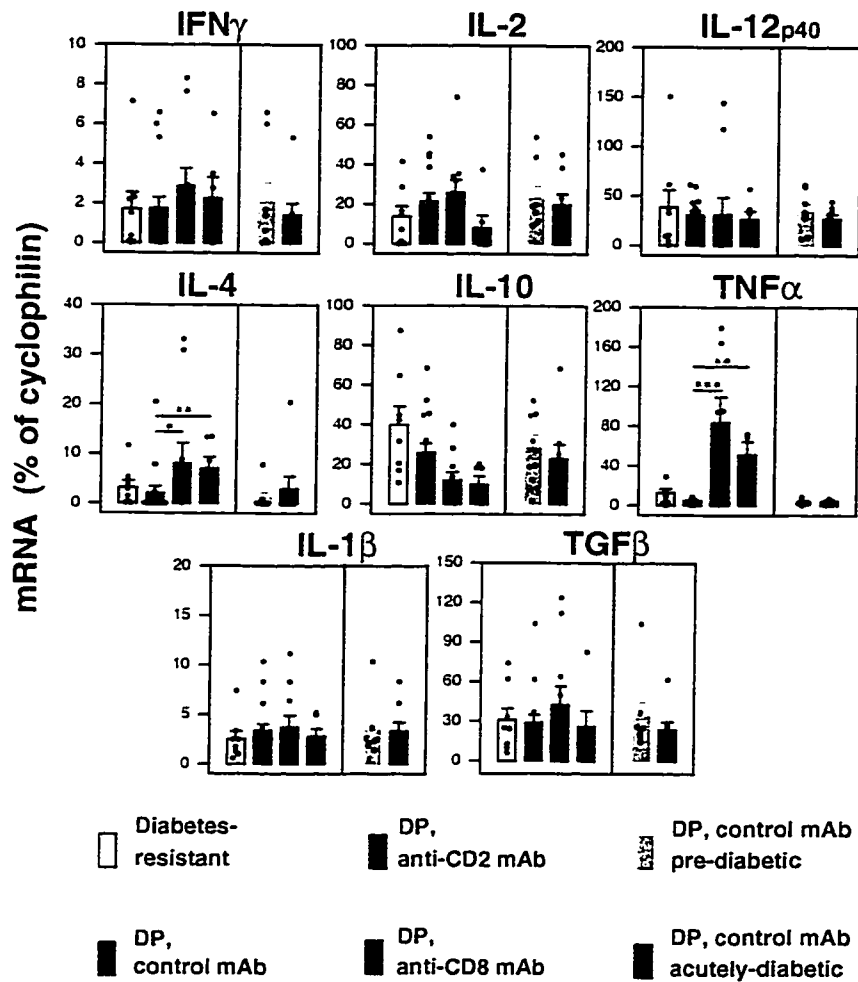 IFNγ IL-2 IL-12p40
10 8 6 4 2 0
100 80 60 40 20 0
200 150 100 50 0
IL-4 IL-10 TNFα
40 30 20 10 0
100 80 60 40 20 0
200 160 120 80 40 0
mRNA (% of cyclophilin)
IL-1β TGFβ
20 15 10 5 0
150 120 90 60 30 0
Diabetes-
resistant
DP,
anti-CD2 mAb
DP, control mAb
pre-diabetic
DP,
control mAb
DP,
anti-CD8 mAb
DP, control mAb
acutely-diabetic